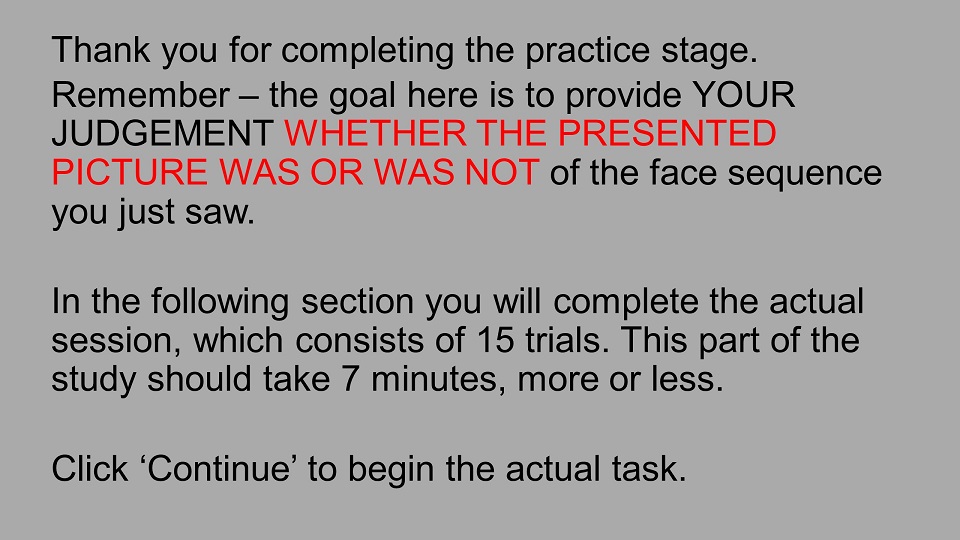 Thank you for completing the practice stage.
Remember – the goal here is to provide YOUR
JUDGEMENT WHETHER THE PRESENTED
PICTURE WAS OR WAS NOT of the face sequence
you just saw.
In the following section you will complete the actual
session, which consists of 15 trials. This part of the
study should take 7 minutes, more or less.
Click ‘Continue’ to begin the actual task.